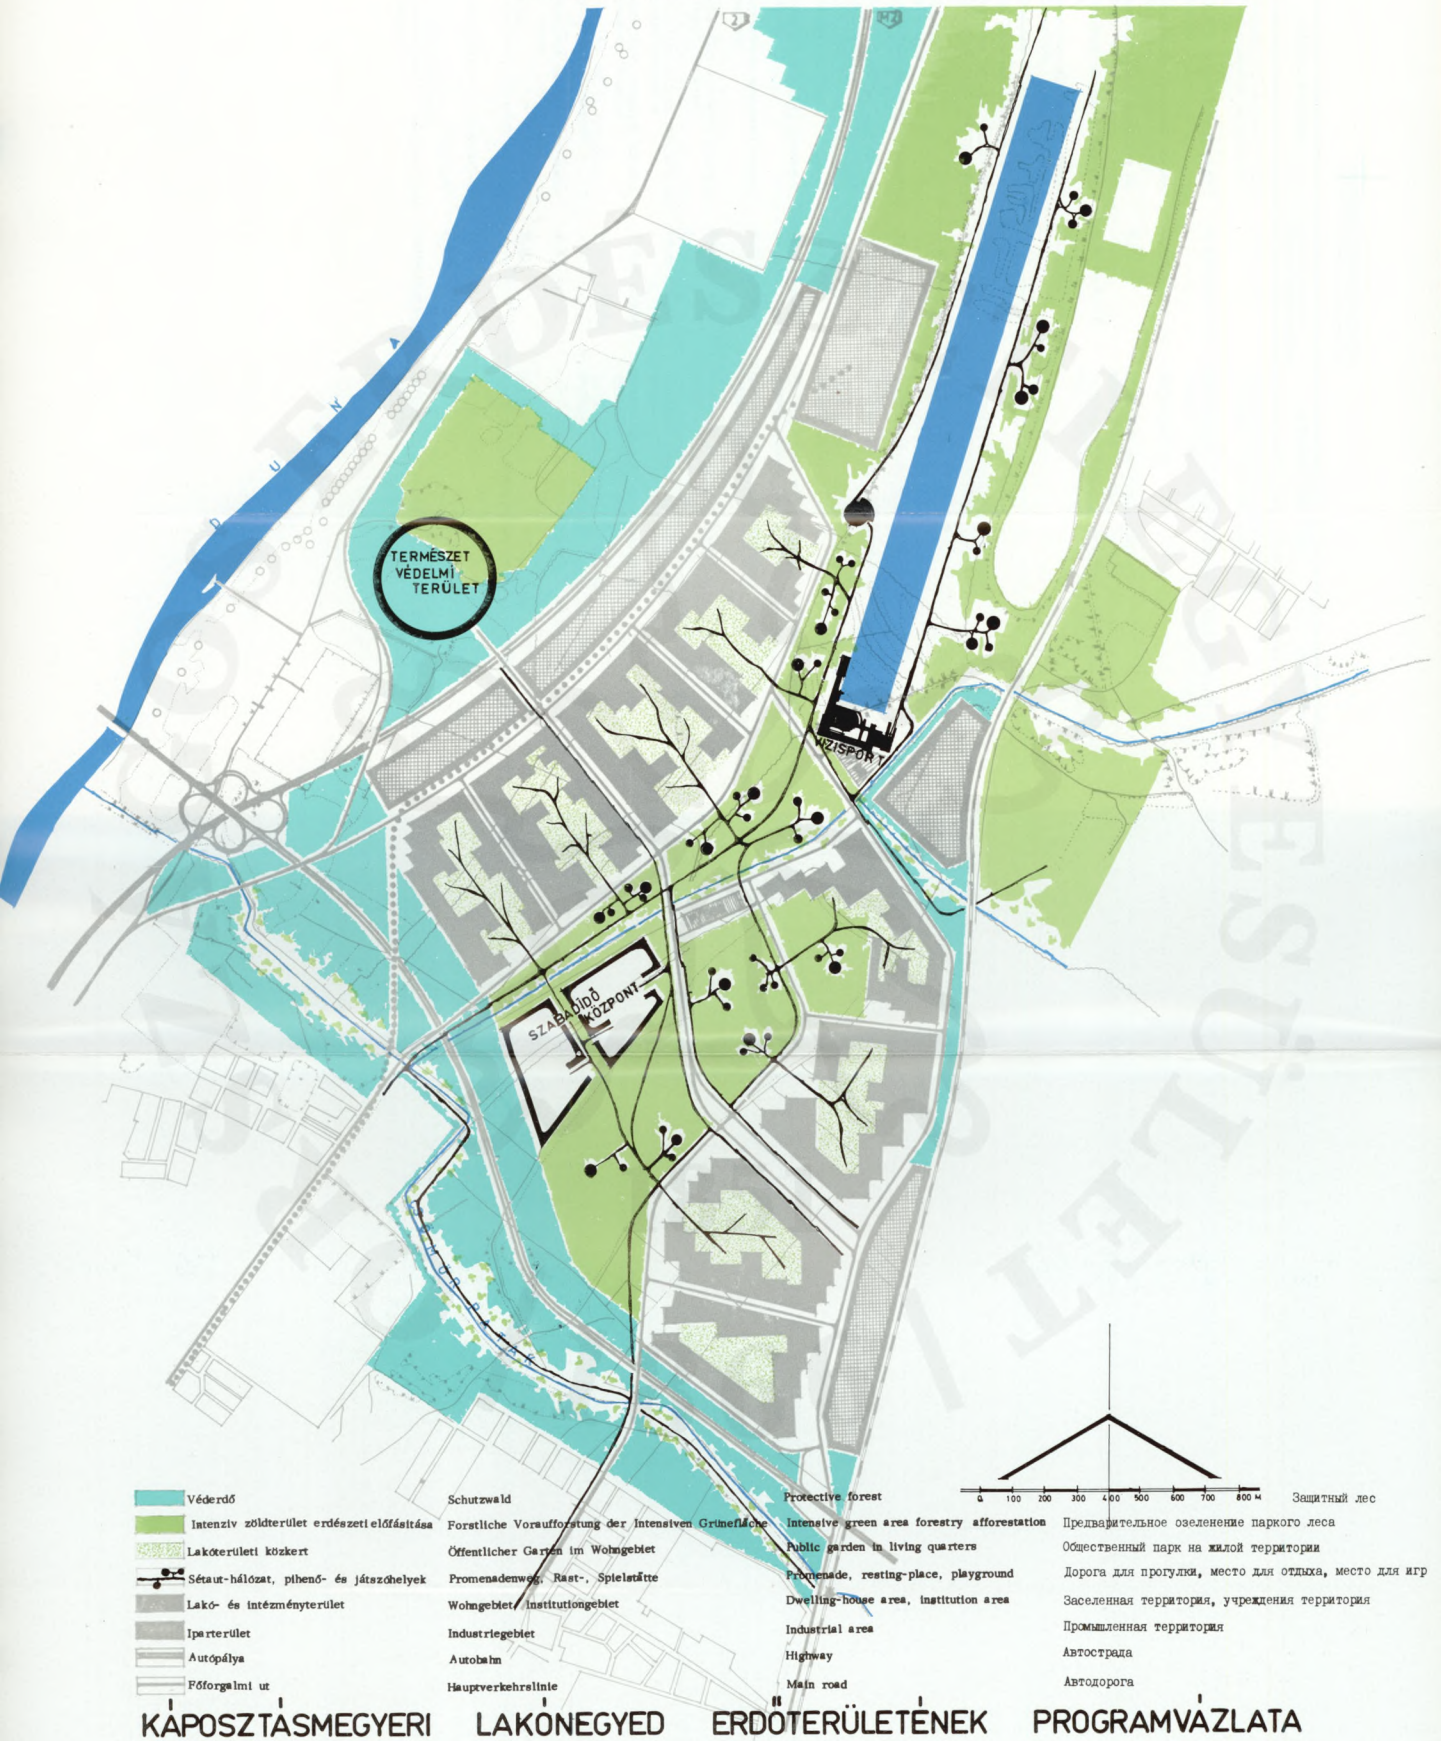 2
M2
DUNA
TERMÉSZET
VÉDELMI
TERÜLET
VIZISPORT
SZABADIDŐ
KÖZPONT
SZÖDLIGET
0 100 200 300 400 500 600 700 800 M
Véderdő Schutzwald Protective forest Защитный лес
Intenziv zöldterület erdészeti előfásitása Forstliche Voraufforstung der Intensiven Grünefläche Intensive green area forestry afforestation Предварительное озеленение паркого леса
Lakóterületi közkert Öffentlicher Garten im Wohngebiet Public garden in living quarters Общественный парк на жилой территории
Sétaut-hálózat, pihenő- és játszóhelyek Promenadenweg, Rast-, Spielstätte Promenade, resting-place, playground Дорога для прогулки, место для отдыха, место для игр
Lakó- és intézményterület Wohngebiet, Institutiongebiet Dwelling-house area, institution area Заселенная территория, учреждения территория
Iparterület Industriegebiet Industrial area Промышленная территория
Autópálya Autobahn Highway Автострада
Főforgalmi ut Hauptverkehrslinie Main road Автодорога
KÁPOSZTÁSMEGYERI LAKÓNEGYED ERDŐTERÜLETÉNEK PROGRAMVÁZLATA